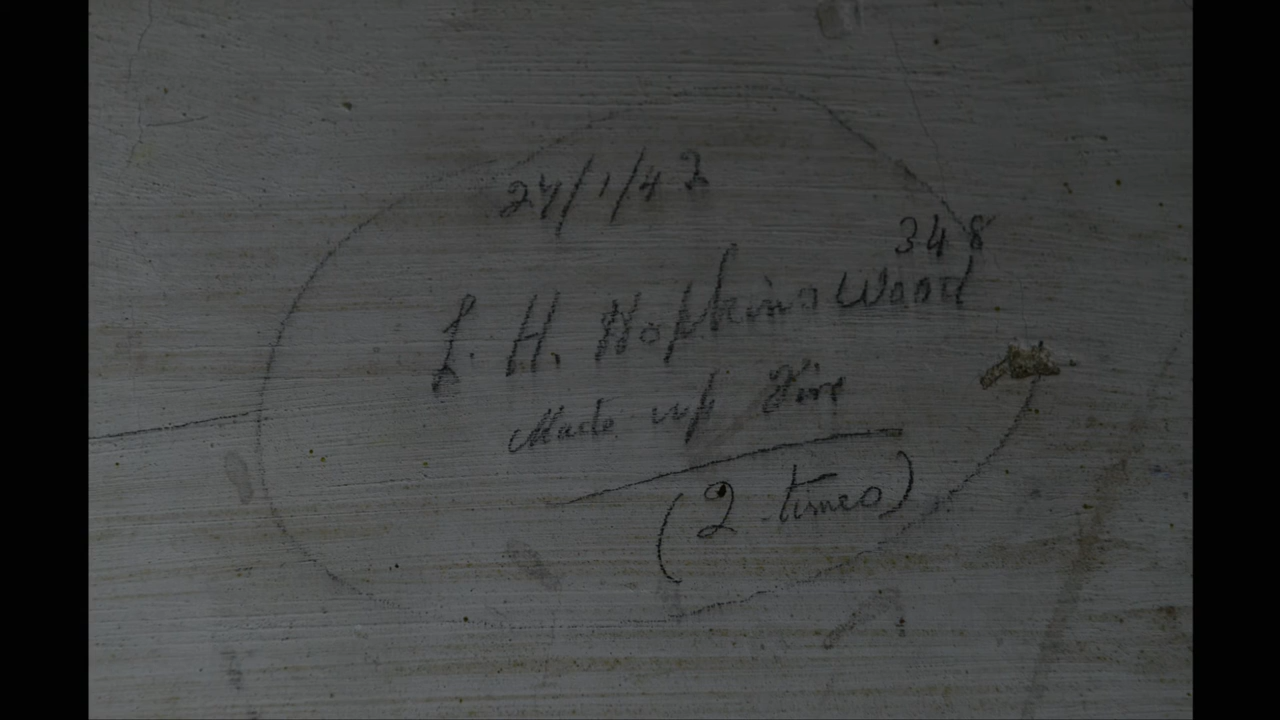 24/1/42
348
L. H. Hopkins Wood
Made up Fire
(2 times)